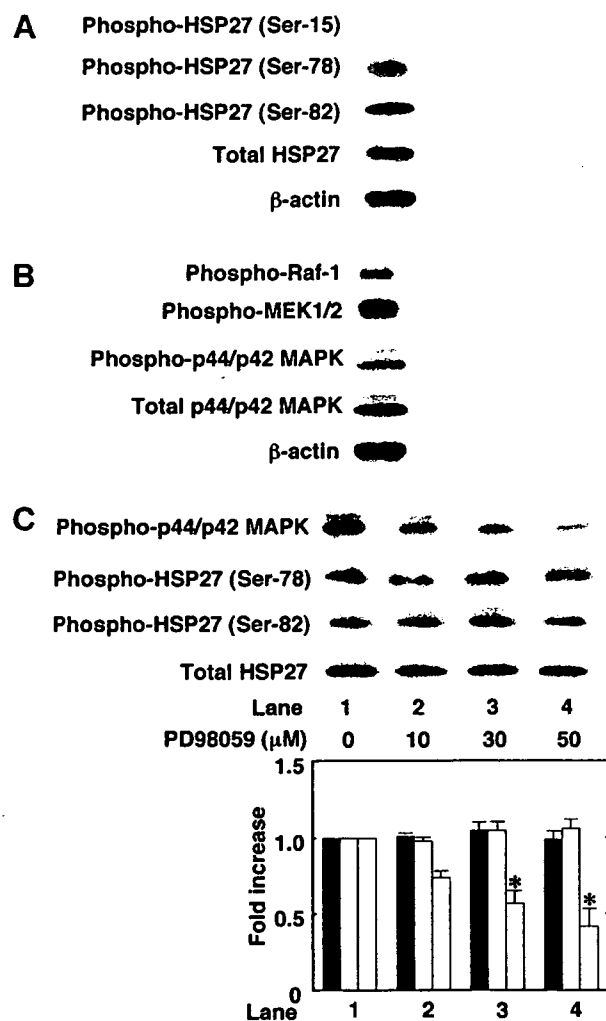 A Phospho-HSP27 (Ser-15)
Phospho-HSP27 (Ser-78)
Phospho-HSP27 (Ser-82)
Total HSP27
β-actin
B Phospho-Raf-1
Phospho-MEK1/2
Phospho-p44/p42 MAPK
Total p44/p42 MAPK
β-actin
C Phospho-p44/p42 MAPK
Phospho-HSP27 (Ser-78)
Phospho-HSP27 (Ser-82)
Total HSP27
Lane 1 2 3 4
PD98059 (μM) 0 10 30 50
Fold increase
1.5
1.0
0.5
0
* *
Lane 1 2 3 4